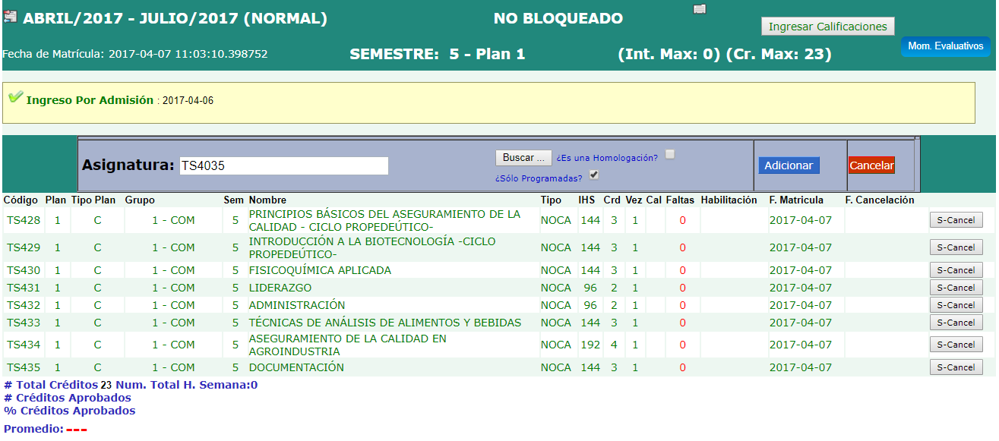 ABRIL/2017 - JULIO/2017 (NORMAL) NO BLOQUEADO
Ingresar Calificaciones
Fecha de Matrícula: 2017-04-07 11:03:10.398752 SEMESTRE: 5 - Plan 1 (Int. Max: 0) (Cr. Max: 23) Mom. Evaluativos
Ingreso Por Admisión : 2017-04-06
Asignatura: TS4035 Buscar ... ¿Es una Homologación? Adicionar Cancelar
¿Sólo Programadas?
Código Plan Tipo Plan Grupo Sem Nombre Tipo IHS Crd Vez Cal Faltas Habilitación F. Matricula F. Cancelación
TS428 1 C 1 - COM 5 PRINCIPIOS BÁSICOS DEL ASEGURAMIENTO DE LA NOCA 144 3 1 0 2017-04-07 S-Cancel
CALIDAD - CICLO PROPEDEÚTICO-
TS429 1 C 1 - COM 5 INTRODUCCIÓN A LA BIOTECNOLOGÍA -CICLO NOCA 144 3 1 0 2017-04-07 S-Cancel
PROPEDEÚTICO-
TS430 1 C 1 - COM 5 FISICOQUÍMICA APLICADA NOCA 144 3 1 0 2017-04-07 S-Cancel
TS431 1 C 1 - COM 5 LIDERAZGO NOCA 96 2 1 0 2017-04-07 S-Cancel
TS432 1 C 1 - COM 5 ADMINISTRACIÓN NOCA 96 2 1 0 2017-04-07 S-Cancel
TS433 1 C 1 - COM 5 TÉCNICAS DE ANÁLISIS DE ALIMENTOS Y BEBIDAS NOCA 144 3 1 0 2017-04-07 S-Cancel
TS434 1 C 1 - COM 5 ASEGURAMIENTO DE LA CALIDAD EN NOCA 192 4 1 0 2017-04-07 S-Cancel
AGROINDUSTRIA
TS435 1 C 1 - COM 5 DOCUMENTACIÓN NOCA 144 3 1 0 2017-04-07 S-Cancel
# Total Créditos 23 Num. Total H. Semana:0
# Créditos Aprobados
% Créditos Aprobados
Promedio: ---